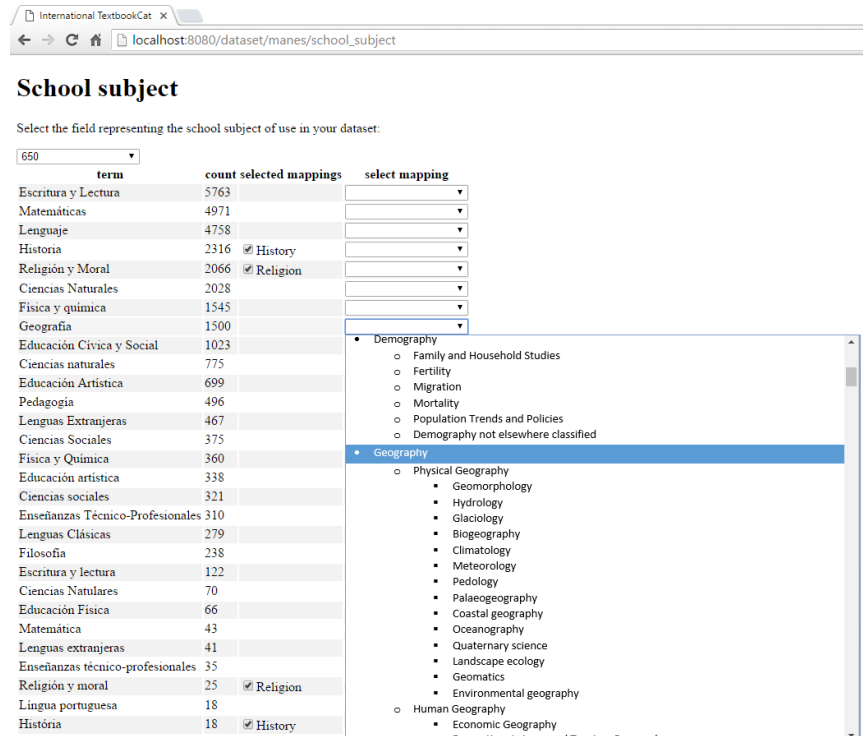 International TextbookCat
localhost:8080/dataset/manes/school_subject
School subject
Select the field representing the school subject of use in your dataset:
650
term count selected mappings select mapping
Escritura y Lectura 5763
Matemáticas 4971
Lenguaje 4758
Historia 2316 History
Religión y Moral 2066 Religion
Ciencias Naturales 2028
Física y química 1545
Geografía 1500
Educación Cívica y Social 1023
Ciencias naturales 775
Educación Artística 699
Pedagogía 496
Lenguas Extranjeras 467
Ciencias Sociales 375
Física y Química 360
Educación artística 338
Ciencias sociales 321
Enseñanzas Técnico-Profesionales 310
Lenguas Clásicas 279
Filosofía 238
Escritura y lectura 122
Ciencias Natulares 70
Educación Física 66
Matemática 43
Lenguas extranjeras 41
Enseñanzas técnico-profesionales 35
Religión y moral 25 Religion
Língua portuguesa 18
História 18 History
Demography
Family and Household Studies
Fertility
Migration
Mortality
Population Trends and Policies
Demography not elsewhere classified
Geography
Physical Geography
Geomorphology
Hydrology
Glaciology
Biogeography
Climatology
Meteorology
Pedology
Palaeogeography
Coastal geography
Oceanography
Quaternary science
Landscape ecology
Geomatics
Environmental geography
Human Geography
Economic Geography